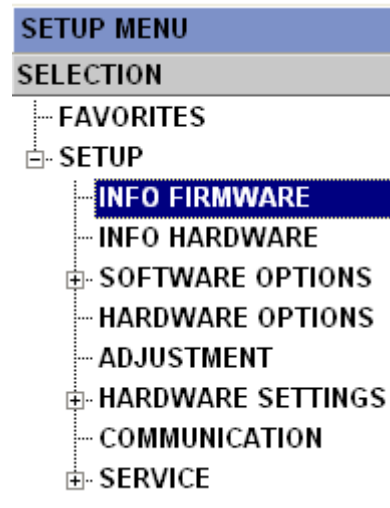 SETUP MENU
SELECTION
FAVORITES
SETUP
INFO FIRMWARE
INFO HARDWARE
SOFTWARE OPTIONS
HARDWARE OPTIONS
ADJUSTMENT
HARDWARE SETTINGS
COMMUNICATION
SERVICE